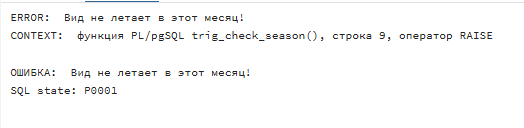 ERROR:  Вид не летает в этот месяц!
CONTEXT:  функция PL/pgSQL trig_check_season(), строка 9, оператор RAISE
ОШИБКА:  Вид не летает в этот месяц!
SQL state: P0001